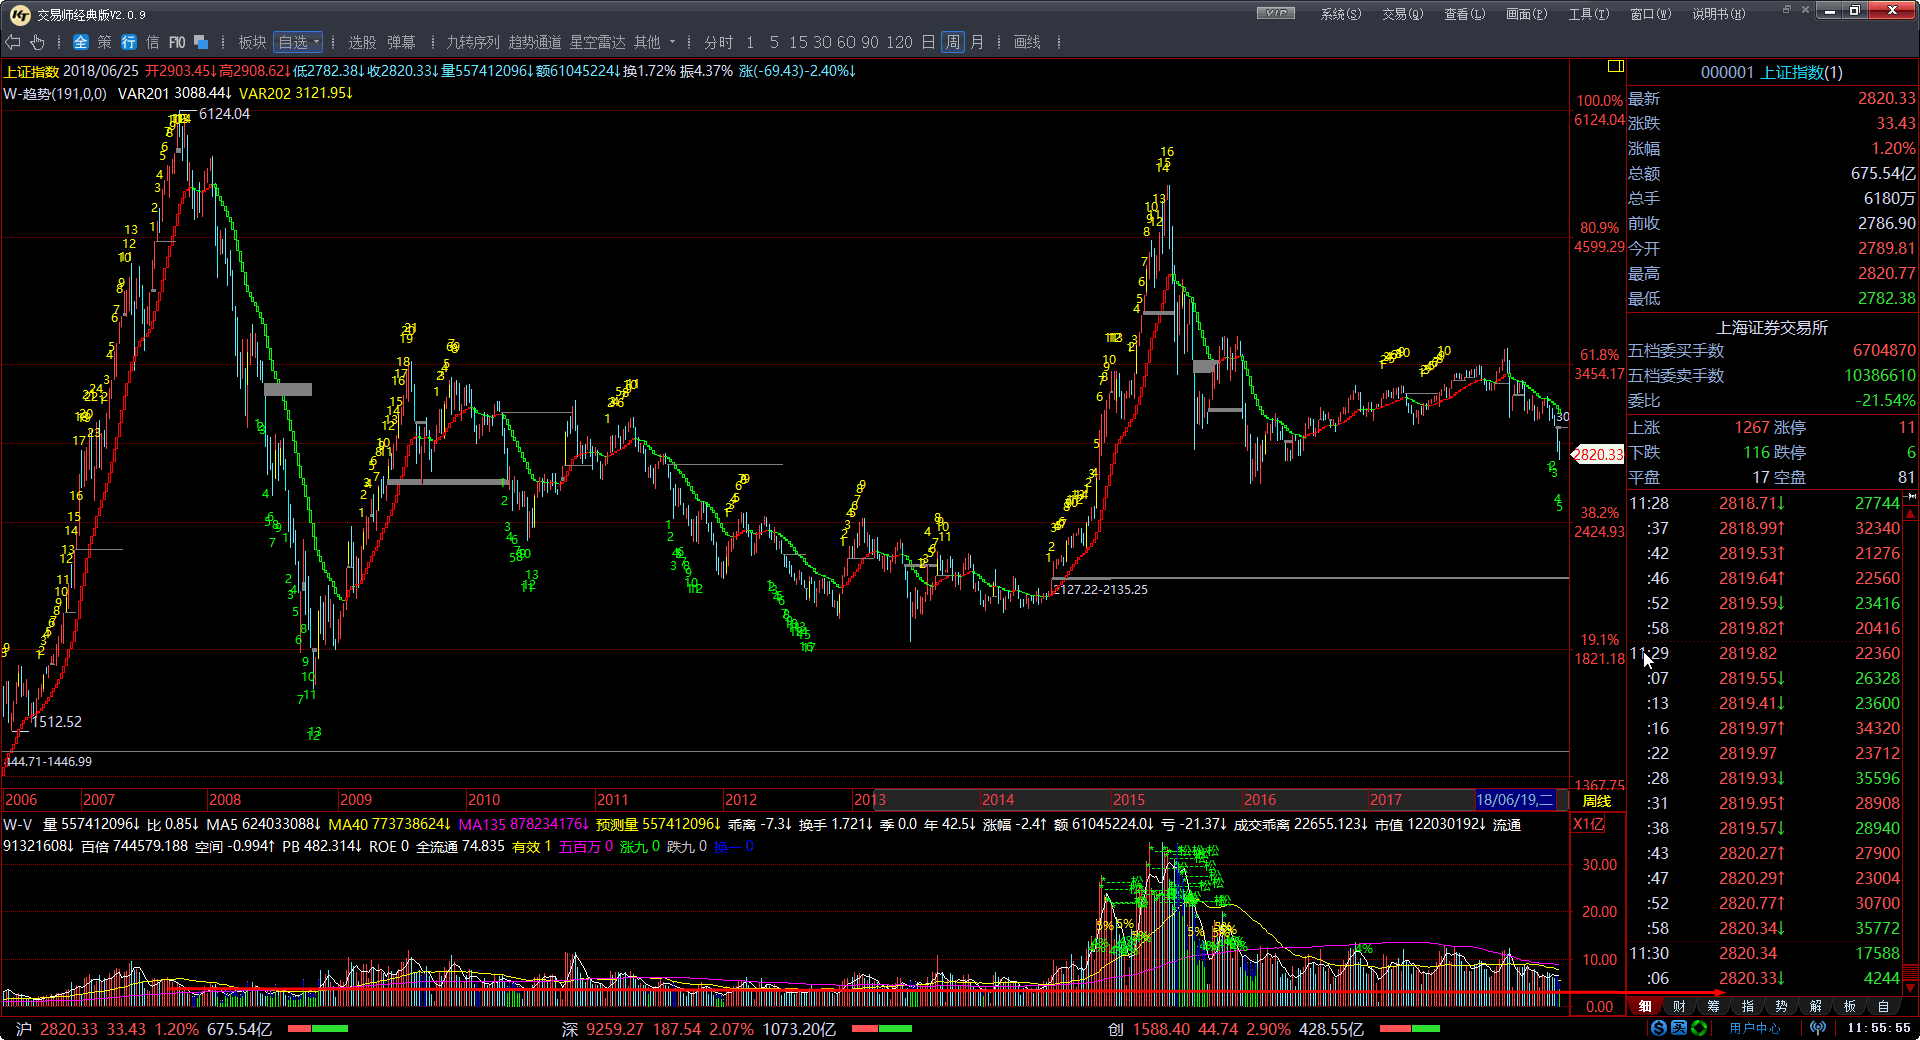 交易师经典版V2.0.9 VIP 系统(S) 交易(Q) 查看(L) 画面(P) 工具(T) 窗口(W) 说明书(H)
全 策 行 信 F10 板块 自选 选股 弹幕 九转序列 趋势通道 星空雷达 其他 分时 1 5 15 30 60 90 120 日 周 月 画线
上证指数 2018/06/25 开2903.45↓高2908.62↓低2782.38↓收2820.33↓量557412096↓额61045224↓换1.72% 振4.37% 涨(-69.43)-2.40%↓
W-趋势(191,0,0) VAR201 3088.44↓ VAR202 3121.95↓
6124.04
1512.52
2127.22-2135.25
444.71-1446.99
100.0%
6124.04
80.9%
4599.29
61.8%
3454.17
2820.33
38.2%
2424.93
19.1%
1821.18
1367.75
2006 2007 2008 2009 2010 2011 2012 2013 2014 2015 2016 2017 18/06/19,二 周线
W-V 量 557412096↓ 比 0.85↓ MA5 624033088↓ MA40 773738624↓ MA135 878234176↓ 预测量 557412096↓ 乖离 -7.3↓ 换手 1.721↓ 季 0.0 年 42.5↓ 涨幅 -2.4↑ 额 61045224.0↓ 亏 -21.37↓ 成交乖离 22655.123↓ 市值 122030192↓ 流通
91321608↓ 百倍 744579.188 空间 -0.994↑ PB 482.314↓ ROE 0 全流通 74.835 有效 1 五百万 0 涨九 0 跌九 0 换一 0
X1亿
30.00
20.00
10.00
0.00
000001 上证指数(1)
最新 2820.33
涨跌 33.43
涨幅 1.20%
总额 675.54亿
总手 6180万
前收 2786.90
今开 2789.81
最高 2820.77
最低 2782.38
上海证券交易所
五档委买手数 6704870
五档委卖手数 10386610
委比 -21.54%
上涨 1267 涨停 11
下跌 116 跌停 6
平盘 17 空盘 81
11:28 2818.71↓ 27744
:37 2818.99↑ 32340
:42 2819.53↑ 21276
:46 2819.64↑ 22560
:52 2819.59↓ 23416
:58 2819.82↑ 20416
11:29 2819.82 22360
:07 2819.55↓ 26328
:13 2819.41↓ 23600
:16 2819.97↑ 34320
:22 2819.97 23712
:28 2819.93↓ 35596
:31 2819.95↑ 28908
:38 2819.57↓ 28940
:43 2820.27↑ 27900
:47 2820.29↑ 23004
:52 2820.77↑ 30700
:58 2820.34↓ 35772
11:30 2820.34 17588
:06 2820.33↓ 4244
细 财 筹 指 势 解 板 自
沪 2820.33 33.43 1.20% 675.54亿 深 9259.27 187.54 2.07% 1073.20亿 创 1588.40 44.74 2.90% 428.55亿 用户中心 11:55:55